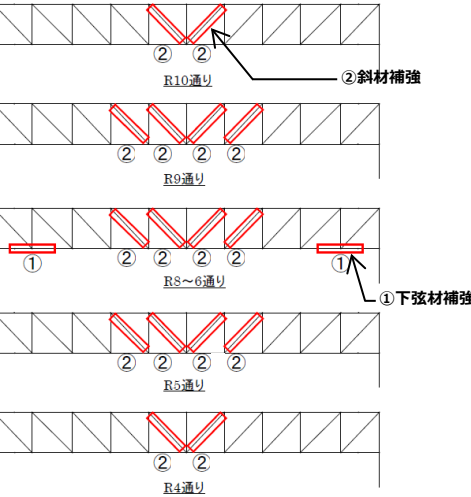 ② ②
②斜材補強
R10通り
② ② ② ②
R9通り
① ② ② ② ② ①
R8～6通り
①下弦材補強
② ② ② ②
R5通り
② ②
R4通り